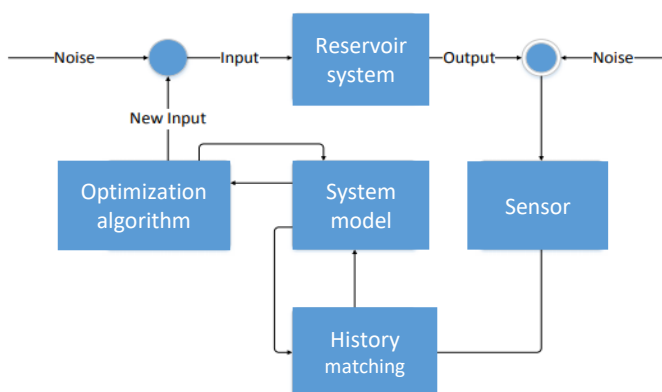 Noise
Input
Reservoir
system
Output
Noise
New Input
Optimization
algorithm
System
model
Sensor
History
matching